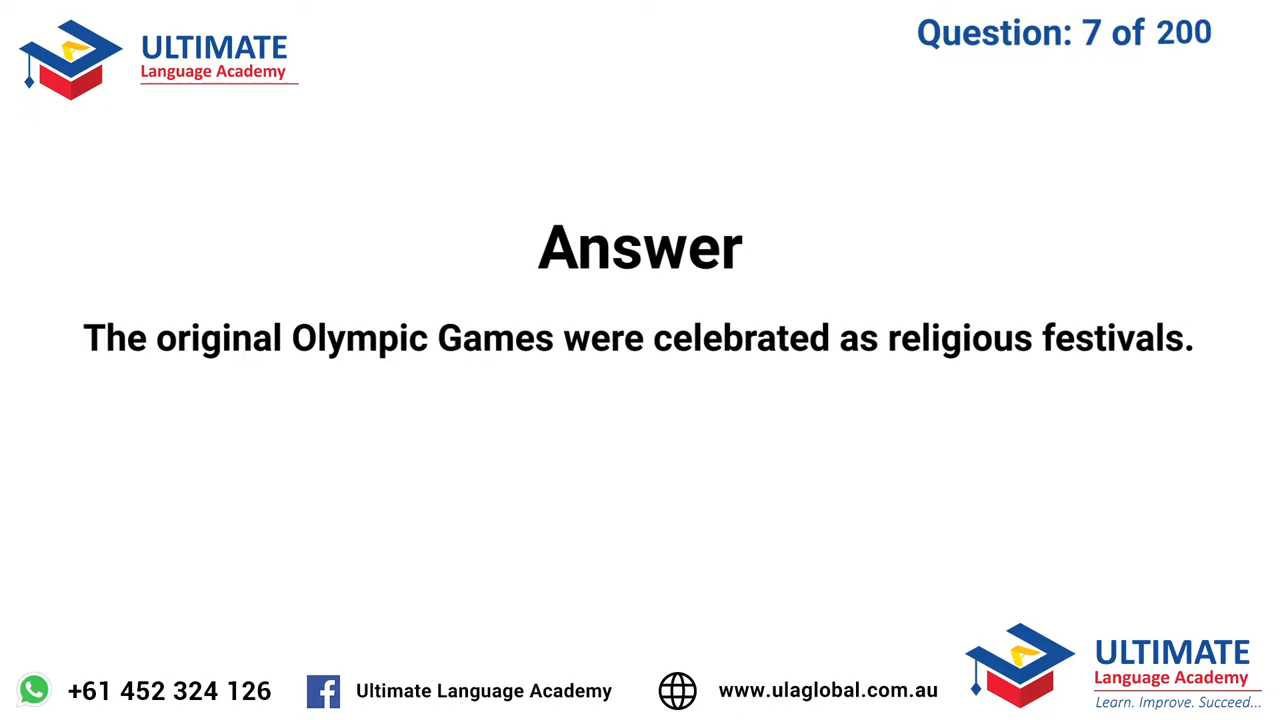 ULTIMATE
Language Academy
Question: 7 of 200
Answer
The original Olympic Games were celebrated as religious festivals.
+61 452 324 126
Ultimate Language Academy
www.ulaglobal.com.au
ULTIMATE
Language Academy
Learn. Improve. Succeed...